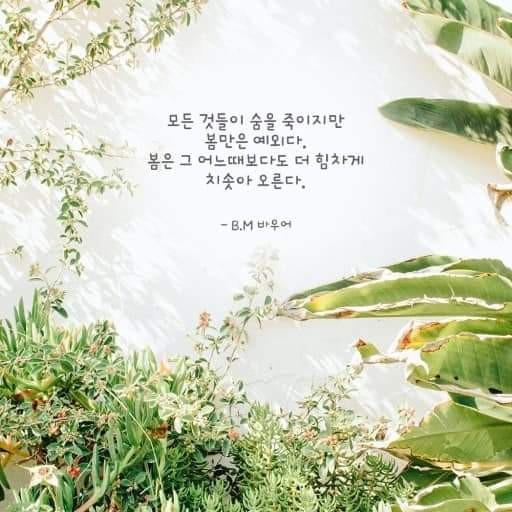 모든 것들이 숨을 죽이지만
봄만은 예외다.
봄은 그 어느때보다도 더 힘차게
치솟아 오른다.
- B.M 바우어